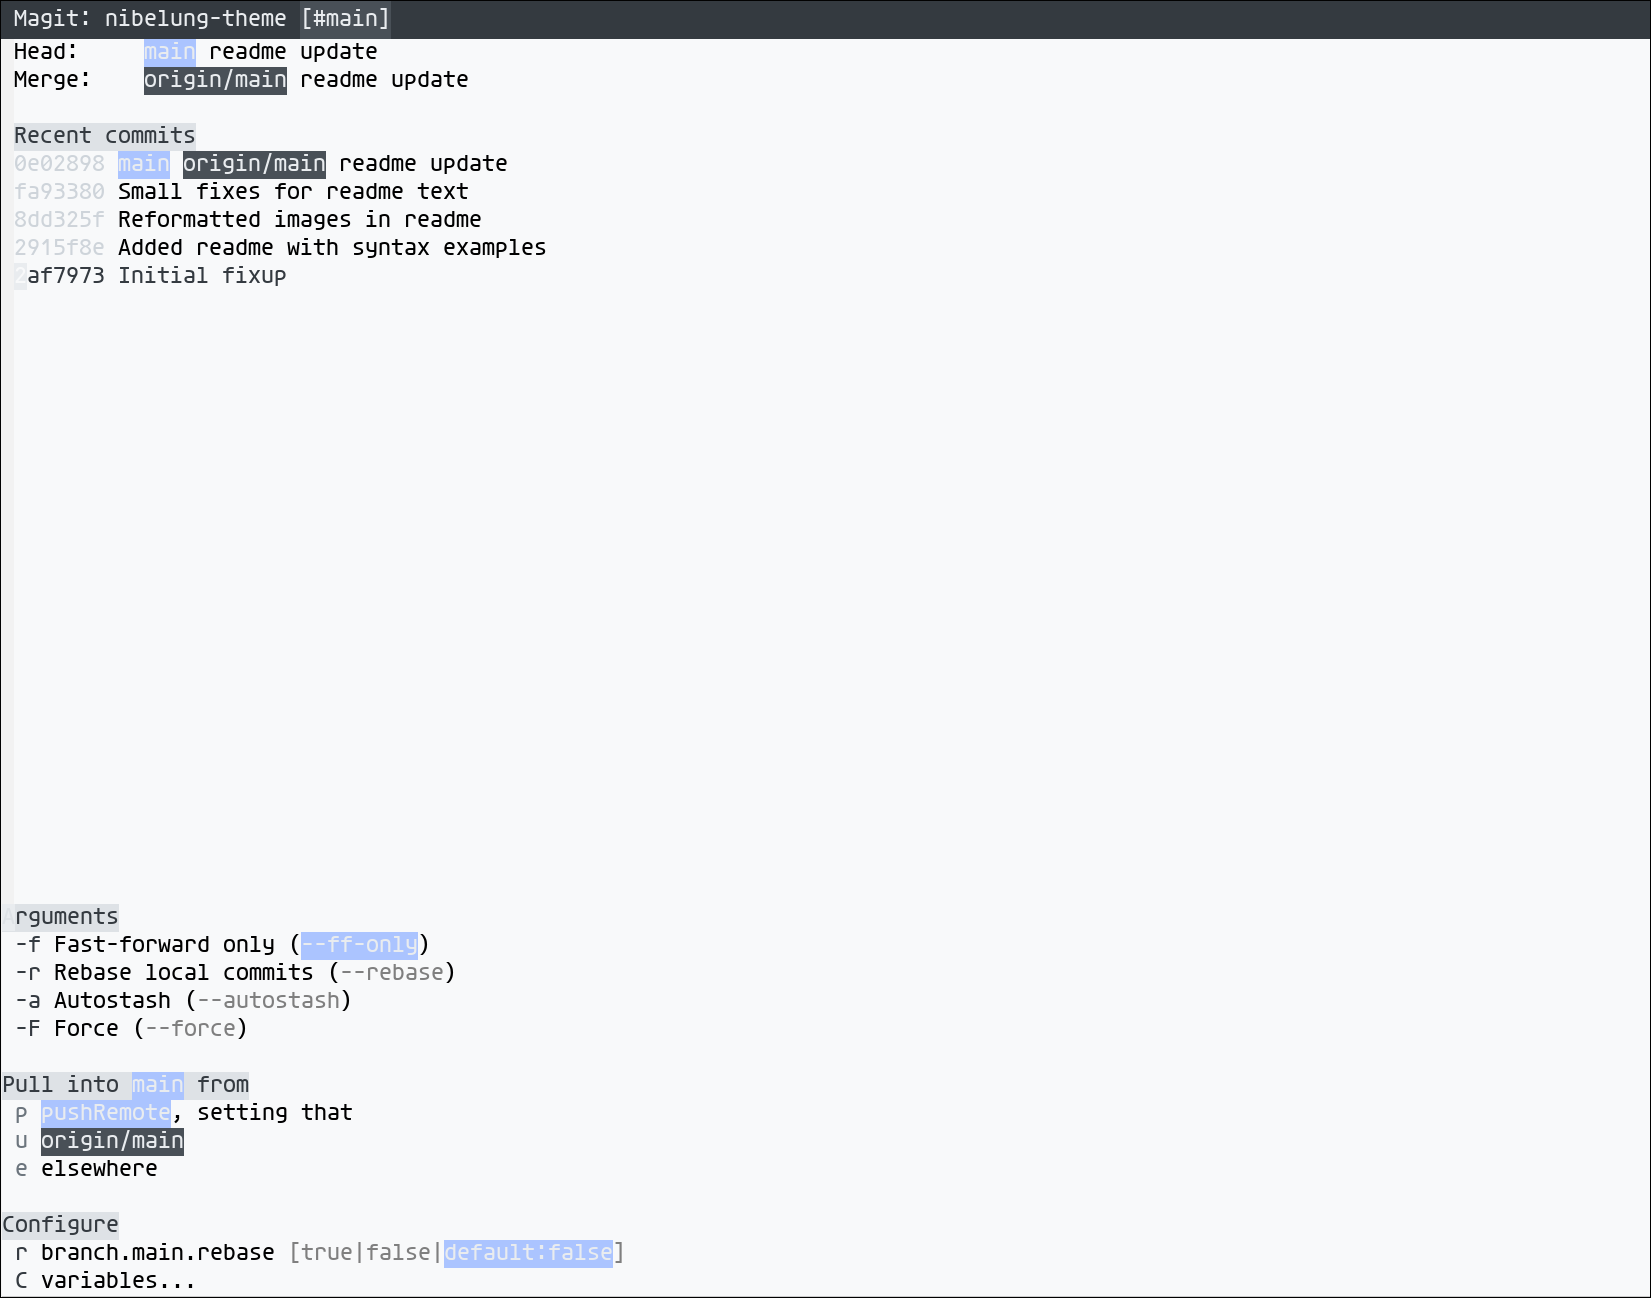 Magit: nibelung-theme [#main]
Head:     main readme update
Merge:    origin/main readme update
Recent commits
0e02898 main origin/main readme update
fa93380 Small fixes for readme text
8dd325f Reformatted images in readme
2915f8e Added readme with syntax examples
2af7973 Initial fixup
Arguments
-f Fast-forward only (--ff-only)
-r Rebase local commits (--rebase)
-a Autostash (--autostash)
-F Force (--force)
Pull into main from
p pushRemote, setting that
u origin/main
e elsewhere
Configure
r branch.main.rebase [true|false|default:false]
C variables...